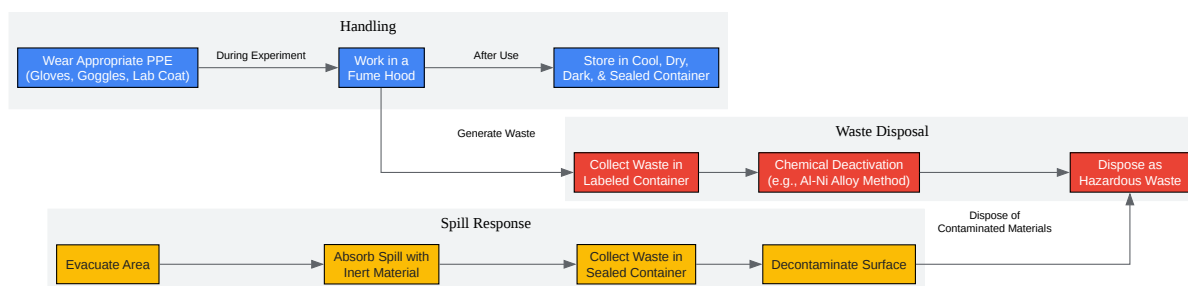 Handling
Wear Appropriate PPE
(Gloves, Goggles, Lab Coat)
During Experiment
Work in a
Fume Hood
After Use
Store in Cool, Dry,
Dark, & Sealed Container
Generate Waste
Waste Disposal
Collect Waste in
Labeled Container
Chemical Deactivation
(e.g., Al-Ni Alloy Method)
Dispose as
Hazardous Waste
Spill Response
Evacuate Area
Absorb Spill with
Inert Material
Collect Waste in
Sealed Container
Decontaminate Surface
Dispose of
Contaminated Materials